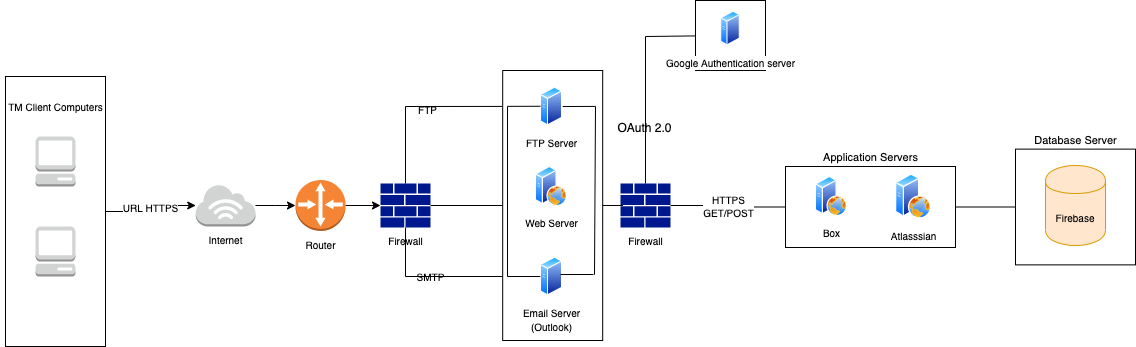 TM Client Computers
URL HTTPS
Internet
Router
Firewall
FTP
SMTP
FTP Server
Web Server
Email Server
(Outlook)
Google Authentication server
OAuth 2.0
Firewall
HTTPS
GET/POST
Application Servers
Box
Atlasssian
Database Server
Firebase